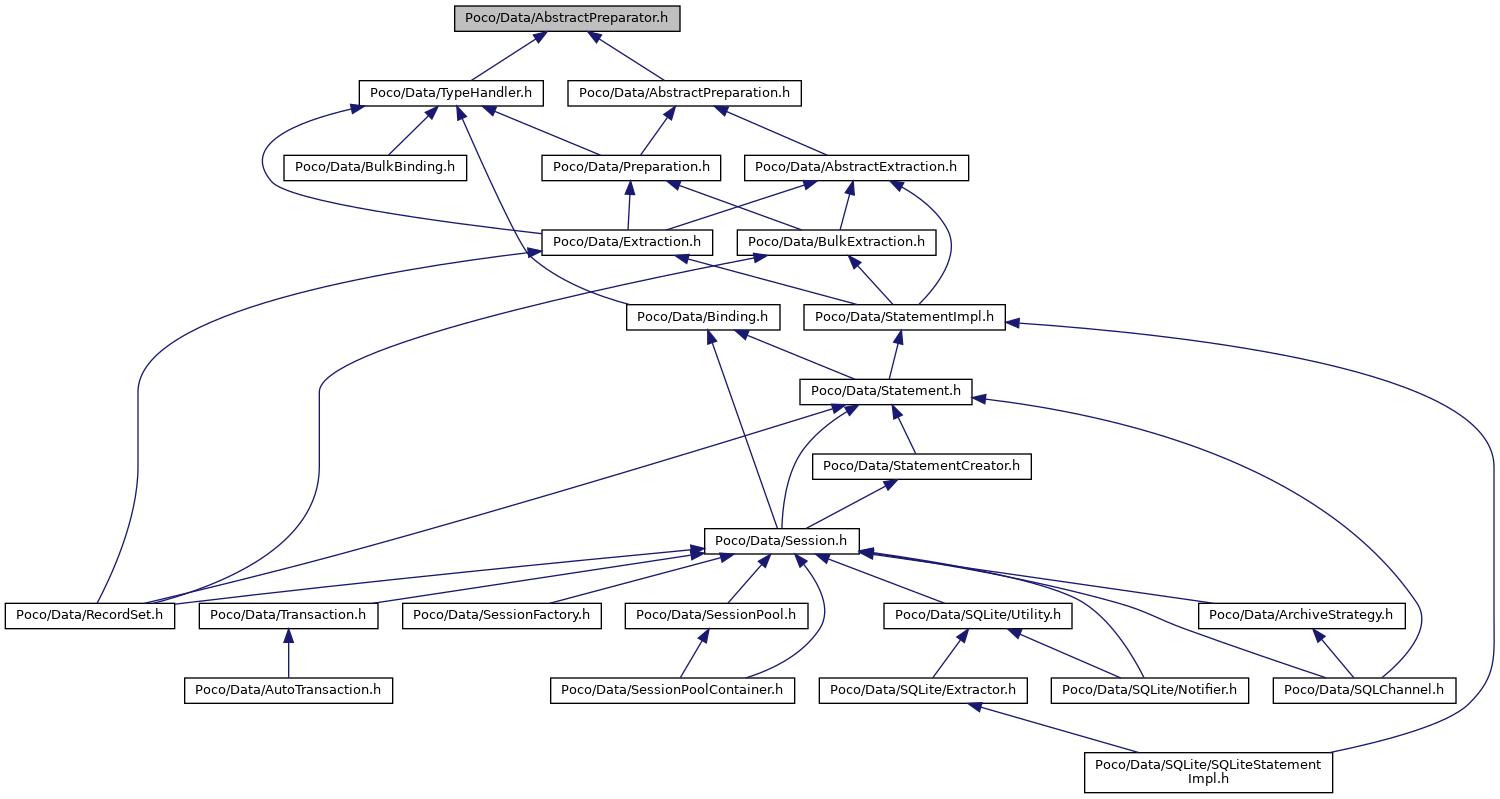 Poco/Data/AbstractPreparator.h
Poco/Data/TypeHandler.h
Poco/Data/AbstractPreparation.h
Poco/Data/BulkBinding.h
Poco/Data/Preparation.h
Poco/Data/AbstractExtraction.h
Poco/Data/Extraction.h
Poco/Data/BulkExtraction.h
Poco/Data/Binding.h
Poco/Data/StatementImpl.h
Poco/Data/Statement.h
Poco/Data/StatementCreator.h
Poco/Data/Session.h
Poco/Data/RecordSet.h
Poco/Data/Transaction.h
Poco/Data/SessionFactory.h
Poco/Data/SessionPool.h
Poco/Data/SQLite/Utility.h
Poco/Data/ArchiveStrategy.h
Poco/Data/AutoTransaction.h
Poco/Data/SessionPoolContainer.h
Poco/Data/SQLite/Extractor.h
Poco/Data/SQLite/Notifier.h
Poco/Data/SQLChannel.h
Poco/Data/SQLite/SQLiteStatement
Impl.h